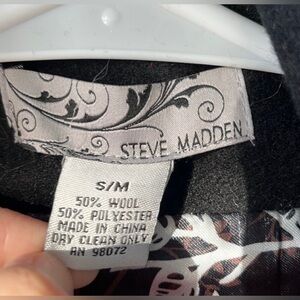 STEVE MADDEN
S/M
50% WOOL
50% POLYESTER
MADE IN CHINA
DRY CLEAN ONLY
RN 98072